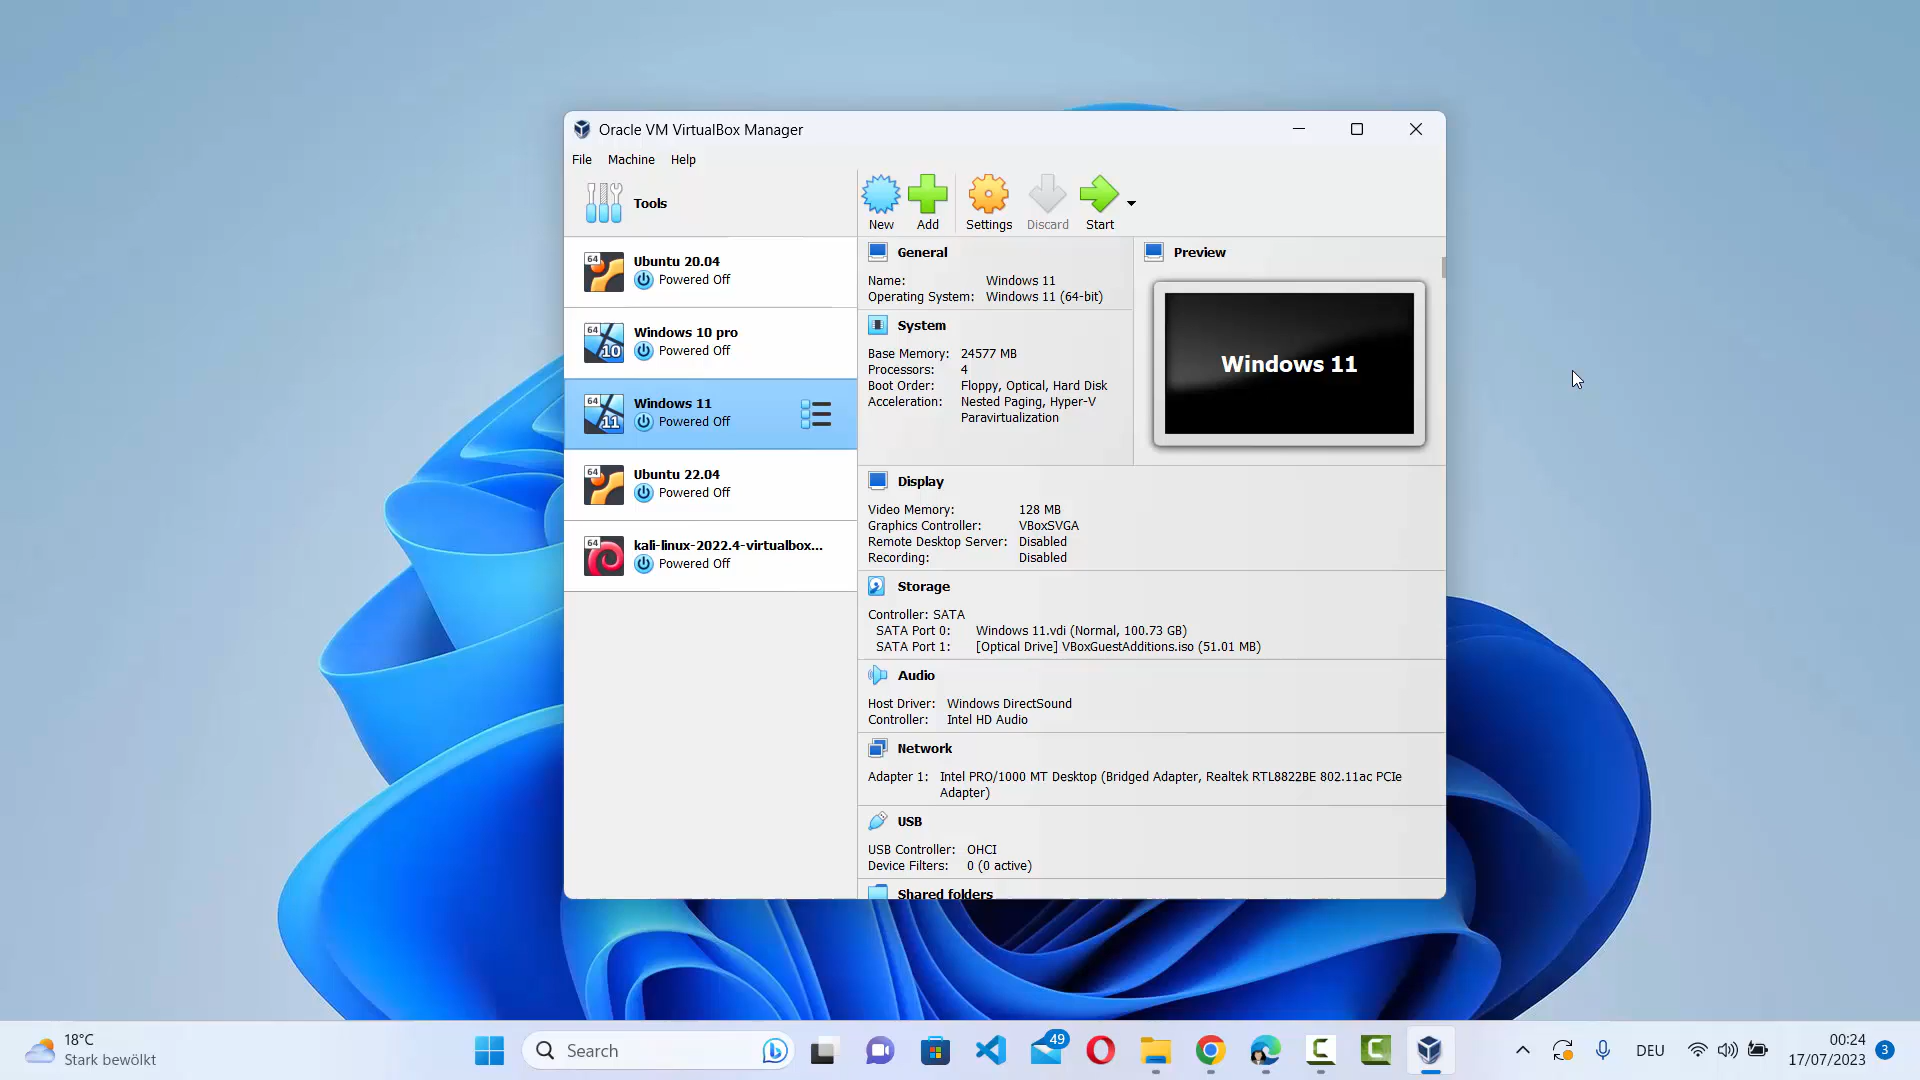 Oracle VM VirtualBox Manager
File Machine Help
Tools
New Add Settings Discard Start
64
Ubuntu 20.04
Powered Off
64
10
Windows 10 pro
Powered Off
64
11
Windows 11
Powered Off
64
Ubuntu 22.04
Powered Off
64
kali-linux-2022.4-virtualbox...
Powered Off
General
Name: Windows 11
Operating System: Windows 11 (64-bit)
Preview
Windows 11
System
Base Memory: 24577 MB
Processors: 4
Boot Order: Floppy, Optical, Hard Disk
Acceleration: Nested Paging, Hyper-V
Paravirtualization
Display
Video Memory: 128 MB
Graphics Controller: VBoxSVGA
Remote Desktop Server: Disabled
Recording: Disabled
Storage
Controller: SATA
SATA Port 0: Windows 11.vdi (Normal, 100.73 GB)
SATA Port 1: [Optical Drive] VBoxGuestAdditions.iso (51.01 MB)
Audio
Host Driver: Windows DirectSound
Controller: Intel HD Audio
Network
Adapter 1: Intel PRO/1000 MT Desktop (Bridged Adapter, Realtek RTL8822BE 802.11ac PCIe
Adapter)
USB
USB Controller: OHCI
Device Filters: 0 (0 active)
Shared folders
18°C
Stark bewölkt
Search
49
DEU
00:24
17/07/2023
3